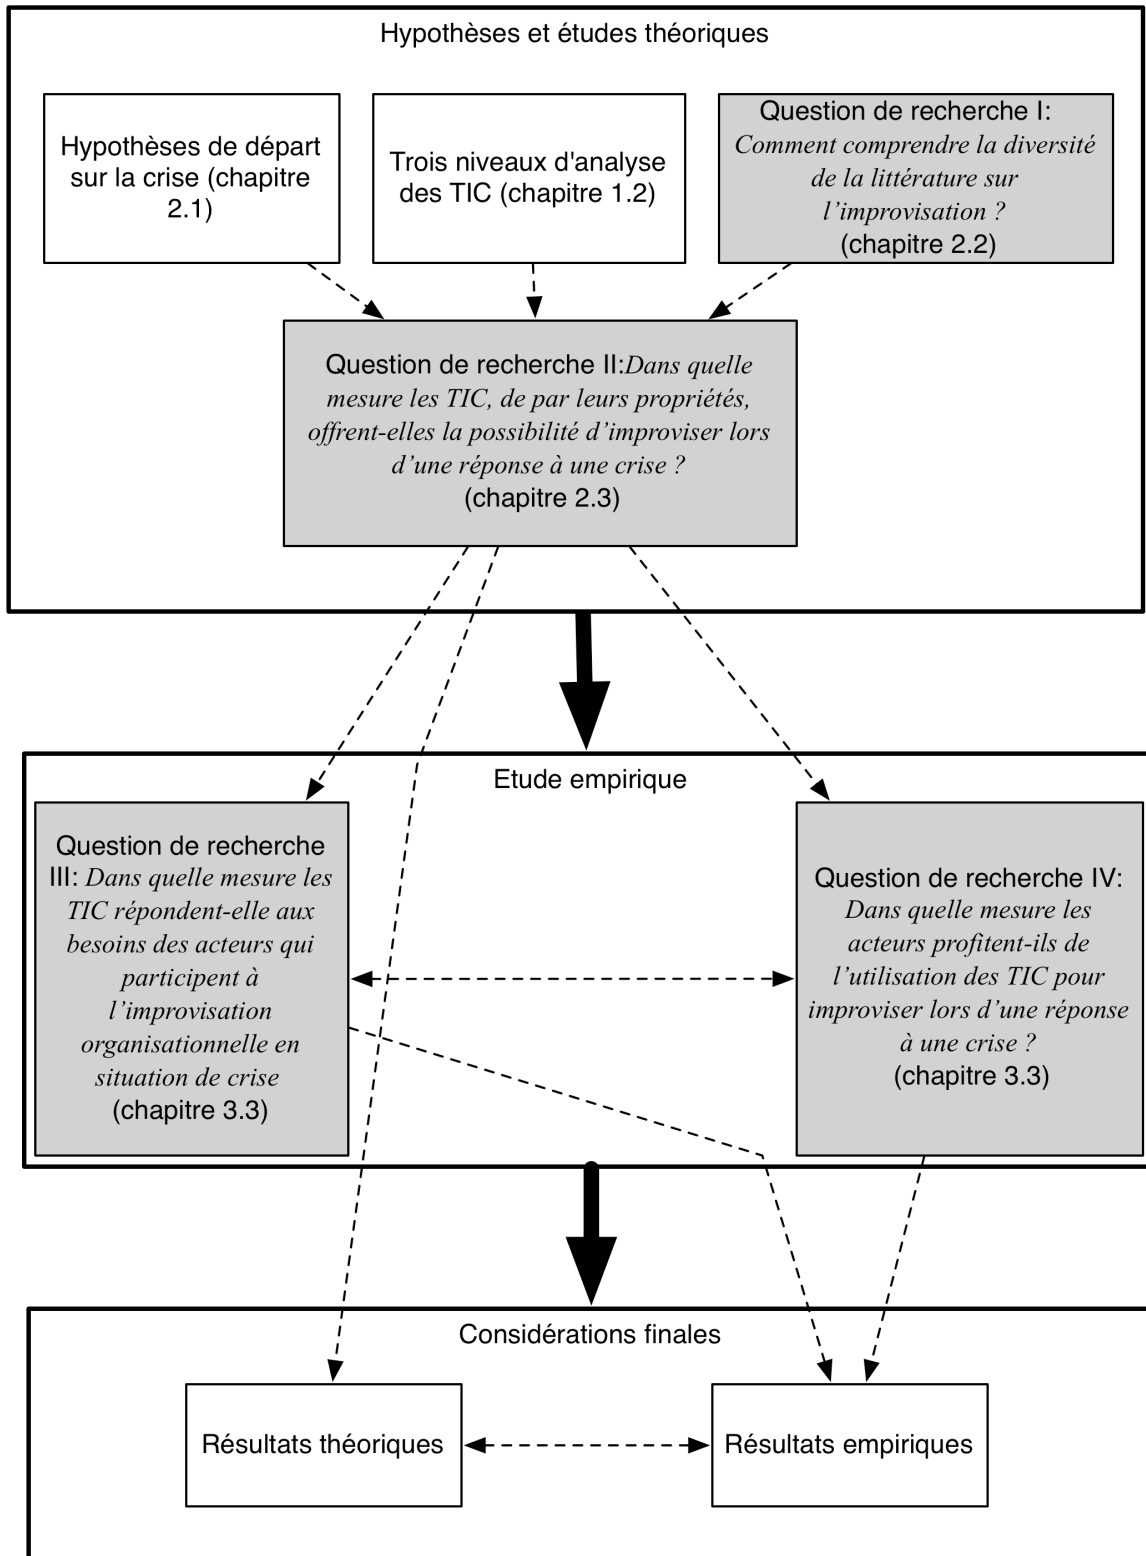 Hypothèses et études théoriques
Hypothèses de départ
sur la crise (chapitre
2.1)
Trois niveaux d'analyse
des TIC (chapitre 1.2)
Question de recherche I:
Comment comprendre la diversité
de la littérature sur
l’improvisation ?
(chapitre 2.2)
Question de recherche II:Dans quelle
mesure les TIC, de par leurs propriétés,
offrent-elles la possibilité d’improviser lors
d’une réponse à une crise ?
(chapitre 2.3)
Etude empirique
Question de recherche
III: Dans quelle mesure les
TIC répondent-elle aux
besoins des acteurs qui
participent à
l’improvisation
organisationnelle en
situation de crise
(chapitre 3.3)
Question de recherche IV:
Dans quelle mesure les
acteurs profitent-ils de
l’utilisation des TIC pour
improviser lors d’une réponse
à une crise ?
(chapitre 3.3)
Considérations finales
Résultats théoriques
Résultats empiriques